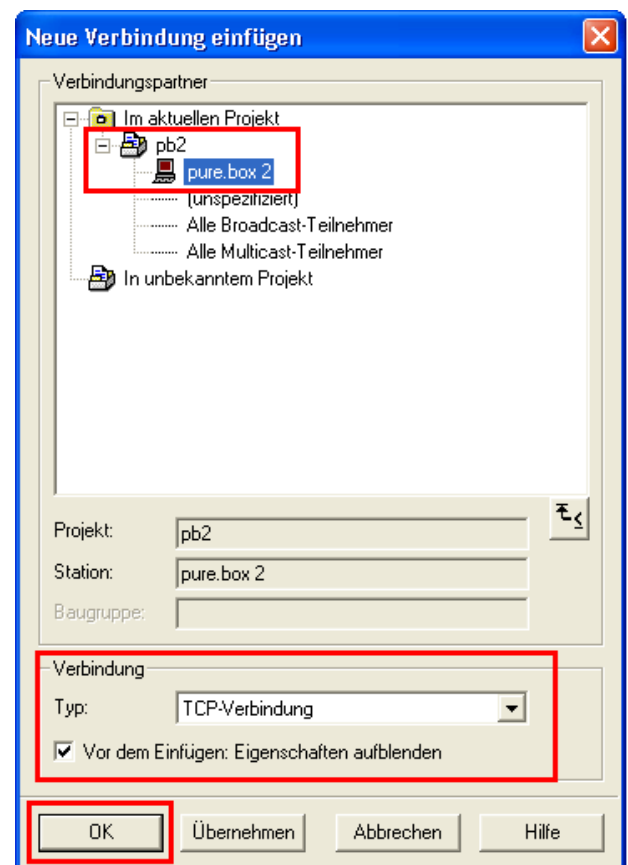 Neue Verbindung einfügen
Verbindungspartner
Im aktuellen Projekt
pb2
pure.box 2
(unspezifiziert)
Alle Broadcast-Teilnehmer
Alle Multicast-Teilnehmer
In unbekanntem Projekt
Projekt: pb2
Station: pure.box 2
Baugruppe:
Verbindung
Typ: TCP-Verbindung
Vor dem Einfügen: Eigenschaften aufblenden
OK Übernehmen Abbrechen Hilfe